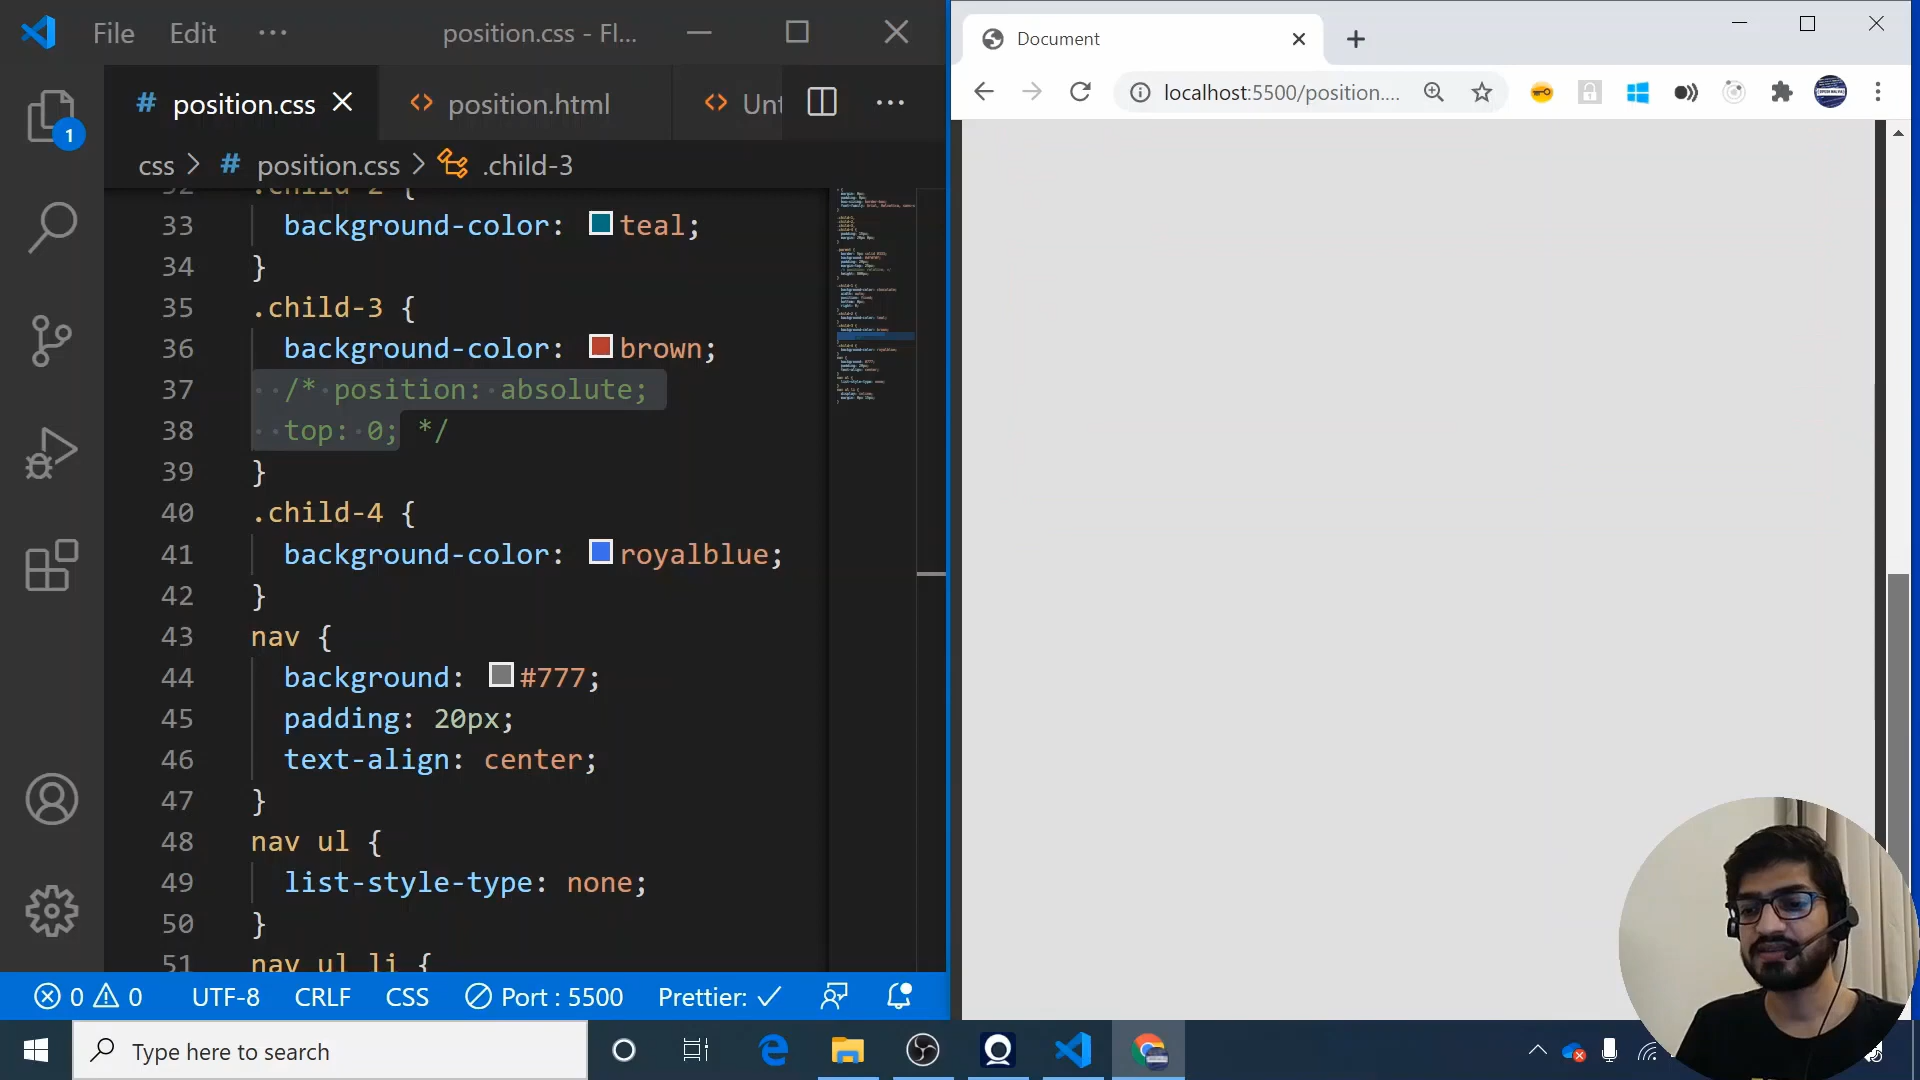 File Edit ··· position.css - Fl...
# position.css position.html Unt ···
css > # position.css > .child-3
32 .child-2 {
33 background-color: teal;
34 }
35 .child-3 {
36 background-color: brown;
37 /* position: absolute;
38 top: 0; */
39 }
40 .child-4 {
41 background-color: royalblue;
42 }
43 nav {
44 background: #777;
45 padding: 20px;
46 text-align: center;
47 }
48 nav ul {
49 list-style-type: none;
50 }
51 nav ul li {
1
0 0 UTF-8 CRLF CSS Port : 5500 Prettier: ✓
Document
localhost:5500/position....
Type here to search